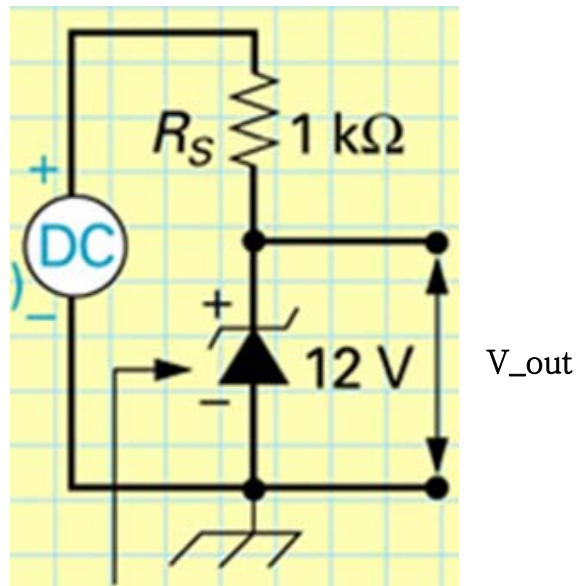 R_S 1 kΩ
+
DC
)
–
+
12 V
–
V_out